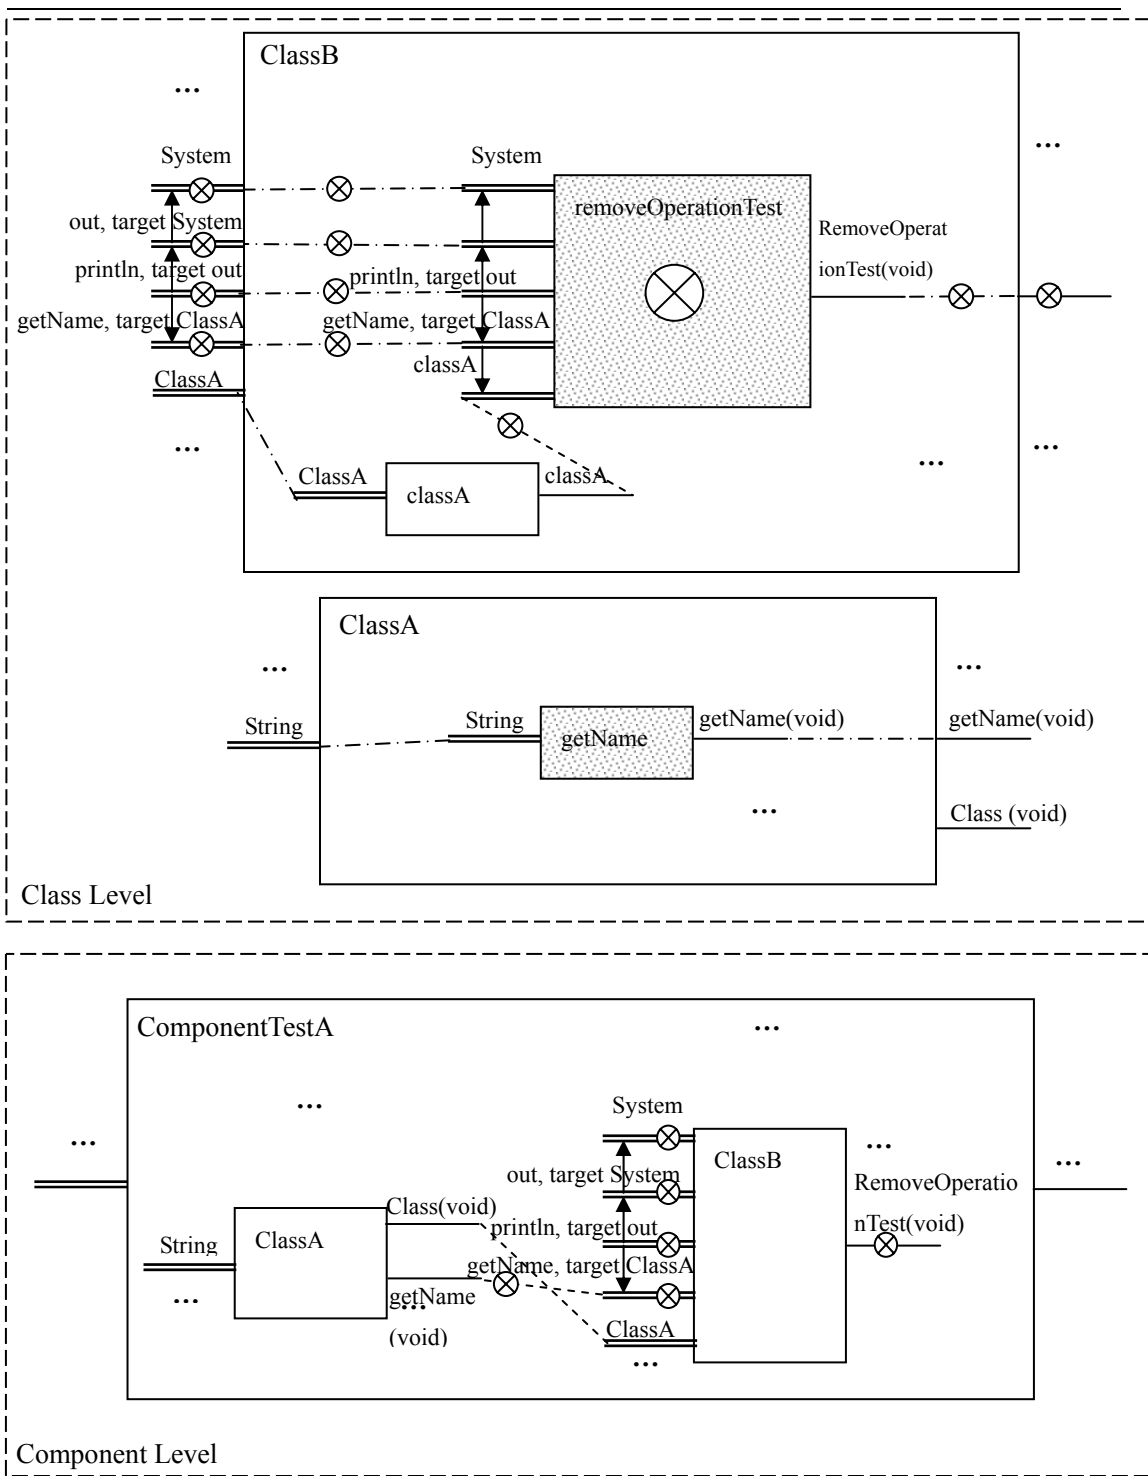 ClassB
...
...
System
System
removeOperationTest
out, target System
RemoveOperat
ionTest(void)
println, target out
println, target out
getName, target ClassA
getName, target ClassA
classA
ClassA
...
...
...
ClassA
classA
classA
ClassA
...
...
String
String
getName(void)
getName(void)
getName
...
Class (void)
Class Level
ComponentTestA
...
...
System
...
...
...
ClassB
out, target System
RemoveOperatio
nTest(void)
Class(void)
String
ClassA
println, target out
getName, target ClassA
...
getName
...
(void)
ClassA
...
Component Level